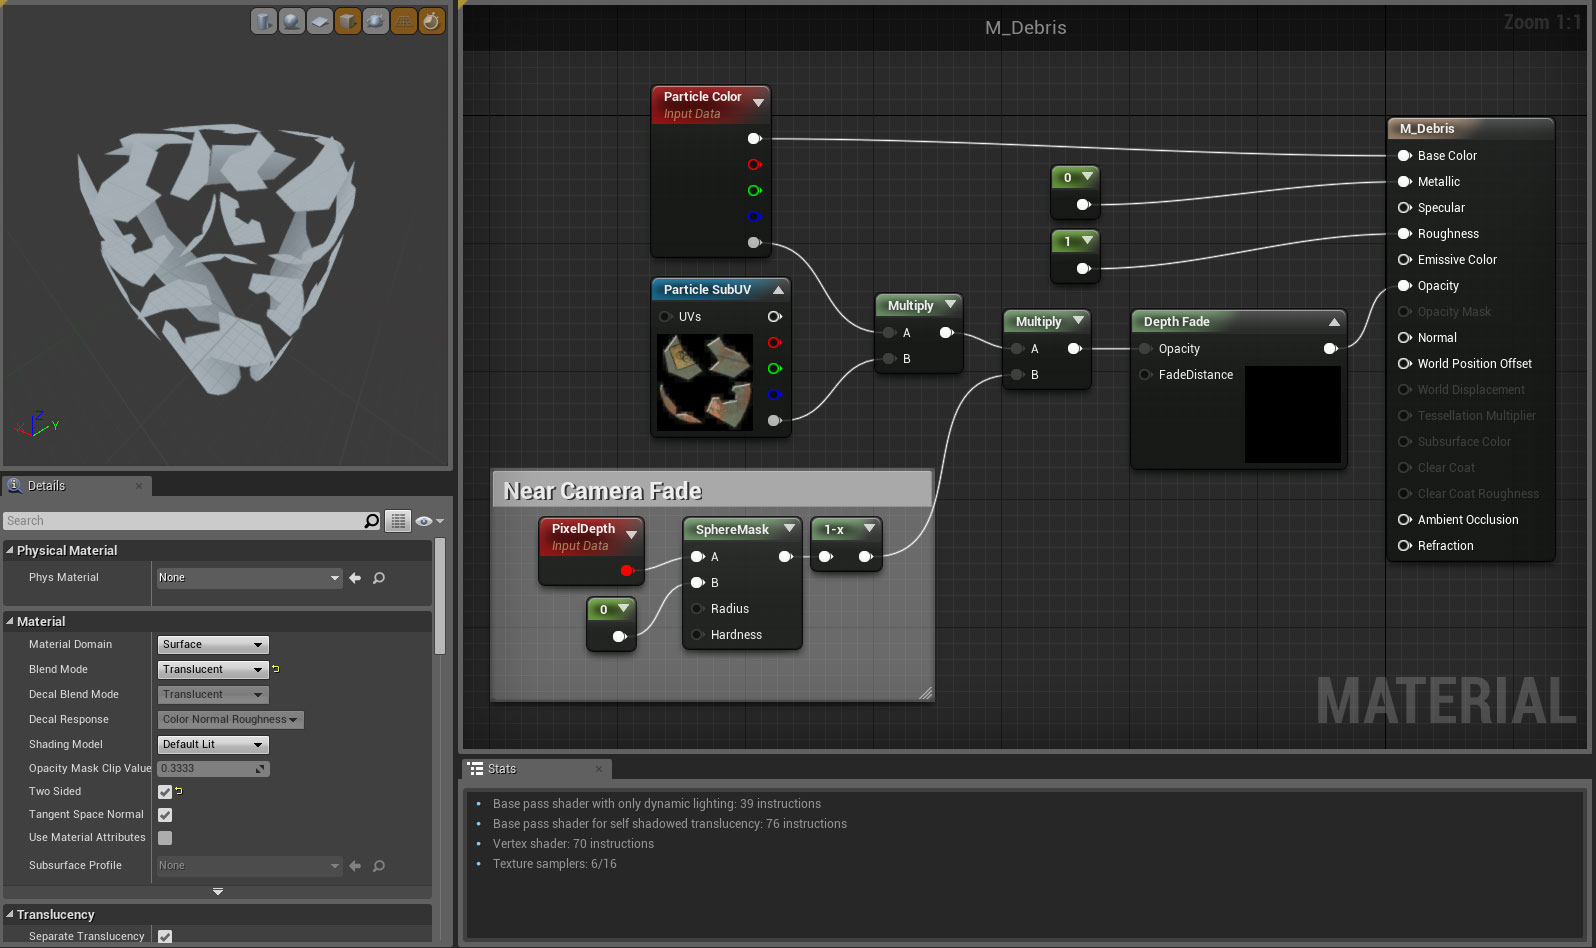 M_Debris
Zoom 1:1
Particle Color
Input Data
Particle SubUV
UVs
Multiply
A
B
Multiply
A
B
0
1
Depth Fade
Opacity
FadeDistance
M_Debris
Base Color
Metallic
Specular
Roughness
Emissive Color
Opacity
Opacity Mask
Normal
World Position Offset
World Displacement
Tessellation Multiplier
Subsurface Color
Clear Coat
Clear Coat Roughness
Ambient Occlusion
Refraction
Near Camera Fade
PixelDepth
Input Data
0
SphereMask
A
B
Radius
Hardness
1-x
MATERIAL
X
Z
Y
Details
Search
Physical Material
Phys Material None
Material
Material Domain Surface
Blend Mode Translucent
Decal Blend Mode Translucent
Decal Response Color Normal Roughness
Shading Model Default Lit
Opacity Mask Clip Value 0.3333
Two Sided
Tangent Space Normal
Use Material Attributes
Subsurface Profile None
Translucency
Separate Translucency
Stats
• Base pass shader with only dynamic lighting: 39 instructions
• Base pass shader for self shadowed translucency: 76 instructions
• Vertex shader: 70 instructions
• Texture samplers: 6/16